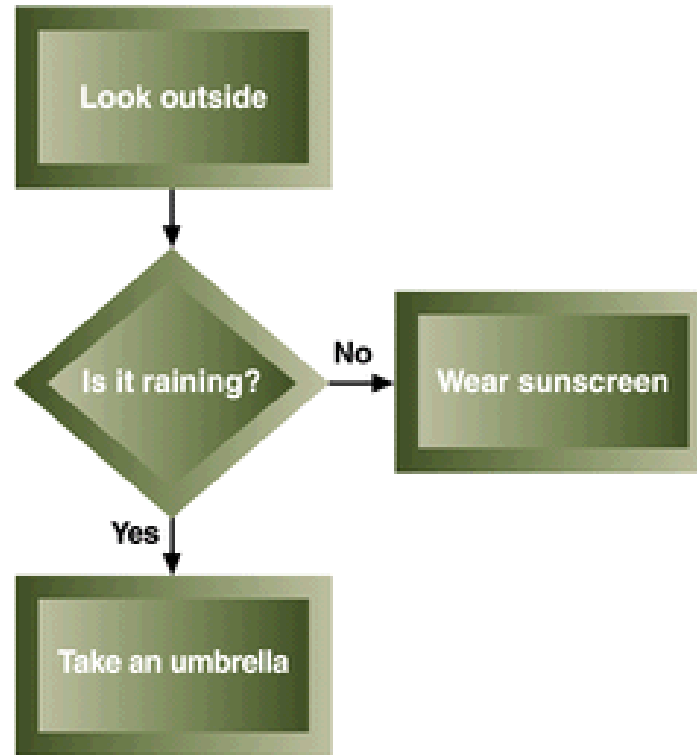 Look outside
Is it raining?
No
Wear sunscreen
Yes
Take an umbrella